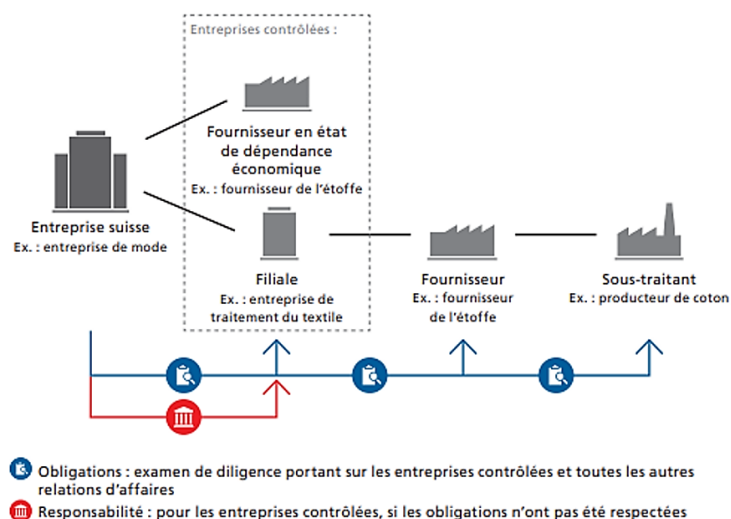 Entreprises contrôlées :
Fournisseur en état
de dépendance
économique
Ex. : fournisseur de l’étoffe
Entreprise suisse
Ex. : entreprise de mode
Filiale
Ex. : entreprise de
traitement du textile
Fournisseur
Ex. : fournisseur
de l’étoffe
Sous-traitant
Ex. : producteur de coton
Obligations : examen de diligence portant sur les entreprises contrôlées et toutes les autres
relations d’affaires
Responsabilité : pour les entreprises contrôlées, si les obligations n’ont pas été respectées